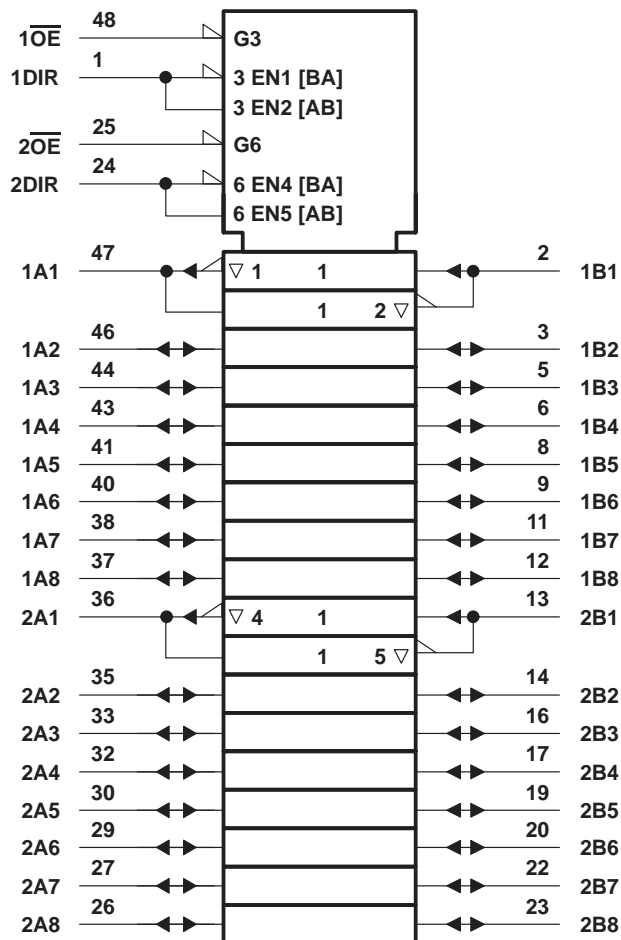 1O̅E̅ 48 G3
1DIR 1 3 EN1 [BA]
3 EN2 [AB]
2O̅E̅ 25 G6
2DIR 24 6 EN4 [BA]
6 EN5 [AB]
1A1 47 ▽ 1 1 2 1B1
1 2 ▽
1A2 46 3 1B2
1A3 44 5 1B3
1A4 43 6 1B4
1A5 41 8 1B5
1A6 40 9 1B6
1A7 38 11 1B7
1A8 37 12 1B8
2A1 36 ▽ 4 1 13 2B1
1 5 ▽
2A2 35 14 2B2
2A3 33 16 2B3
2A4 32 17 2B4
2A5 30 19 2B5
2A6 29 20 2B6
2A7 27 22 2B7
2A8 26 23 2B8